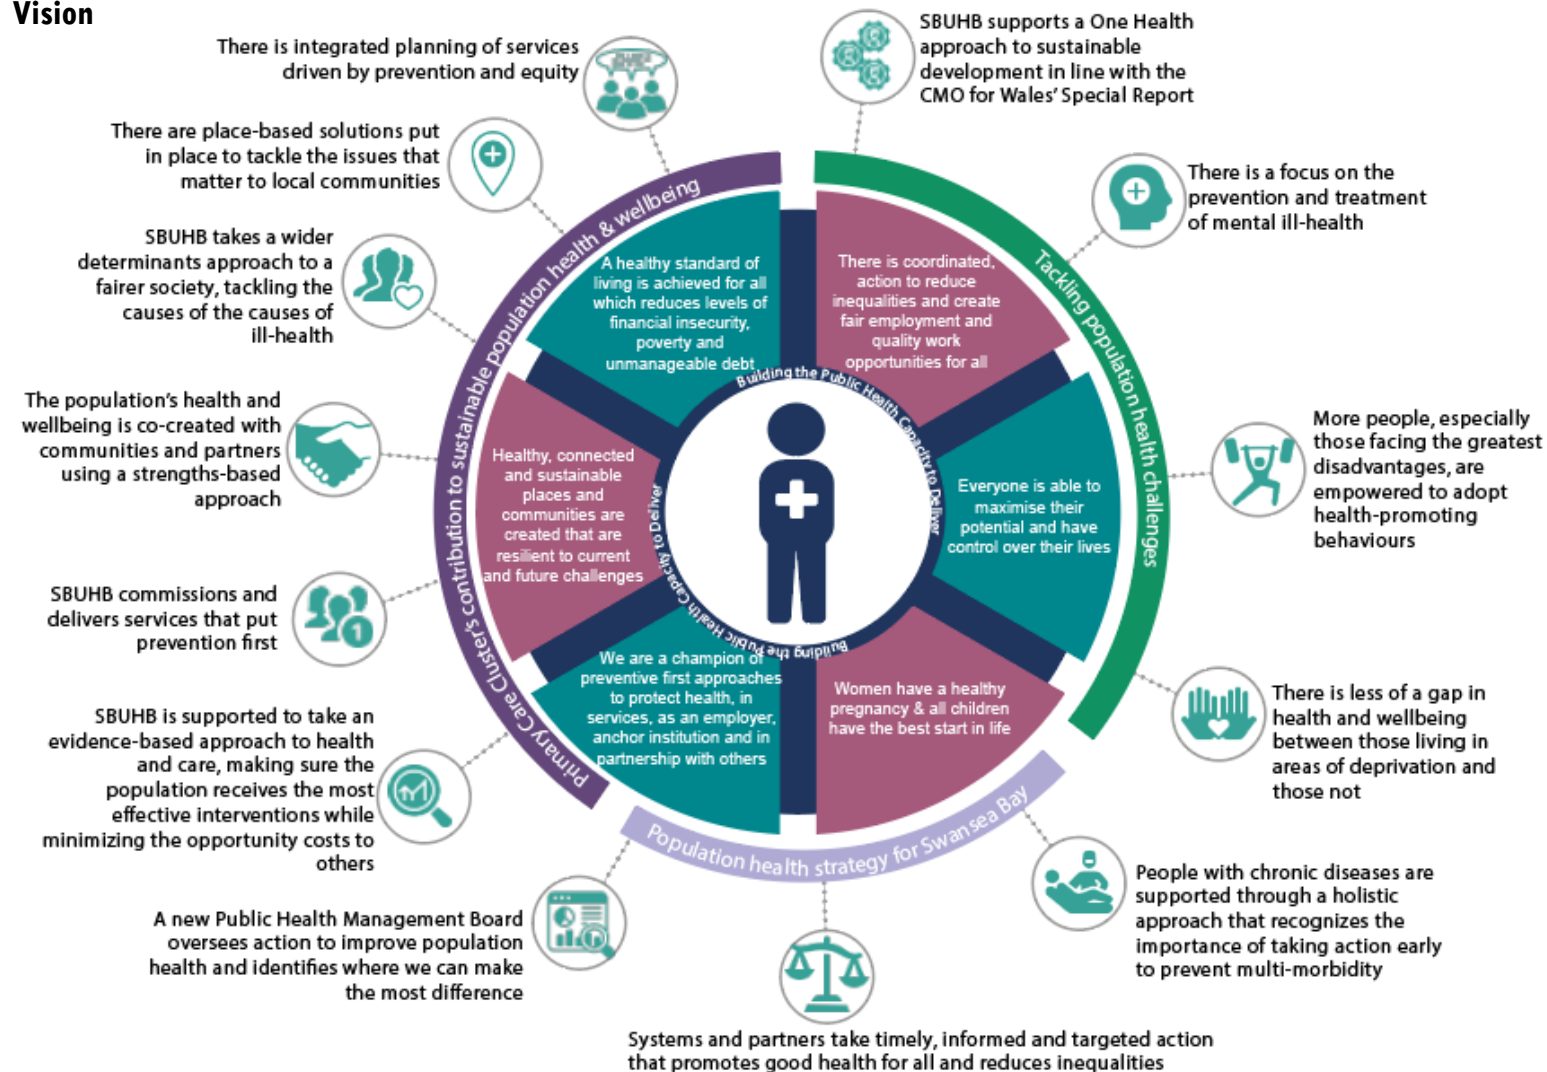 Vision
There is integrated planning of services
driven by prevention and equity
There are place-based solutions put
in place to tackle the issues that
matter to local communities
SBUHB takes a wider
determinants approach to a
fairer society, tackling the
causes of the causes of
ill-health
The population's health and
wellbeing is co-created with
communities and partners
using a strengths-based
approach
SBUHB commissions and
delivers services that put
prevention first
SBUHB is supported to take an
evidence-based approach to health
and care, making sure the
population receives the most
effective interventions while
minimizing the opportunity costs to
others
A new Public Health Management Board
oversees action to improve population
health and identifies where we can make
the most difference
Systems and partners take timely, informed and targeted action
that promotes good health for all and reduces inequalities
SBUHB supports a One Health
approach to sustainable
development in line with the
CMO for Wales' Special Report
There is a focus on the
prevention and treatment
of mental ill-health
More people, especially
those facing the greatest
disadvantages, are
empowered to adopt
health-promoting
behaviours
There is less of a gap in
health and wellbeing
between those living in
areas of deprivation and
those not
People with chronic diseases are
supported through a holistic
approach that recognizes the
importance of taking action early
to prevent multi-morbidity
Primary Care Cluster's contribution to sustainable population health & wellbeing
Tackling population health challenges
Population health strategy for Swansea Bay
A healthy standard of
living is achieved for all
which reduces levels of
financial insecurity,
poverty and
unmanageable debt
There is coordinated,
action to reduce
inequalities and create
fair employment and
quality work
opportunities for all
Healthy, connected
and sustainable
places and
communities are
created that are
resilient to current
and future challenges
Everyone is able to
maximise their
potential and have
control over their lives
We are a champion of
preventive first approaches
to protect health, in
services, as an employer,
anchor institution and in
partnership with others
Women have a healthy
pregnancy & all children
have the best start in life
Building the Public Health Capacity to Deliver
Building the Public Health Capacity to Deliver
1